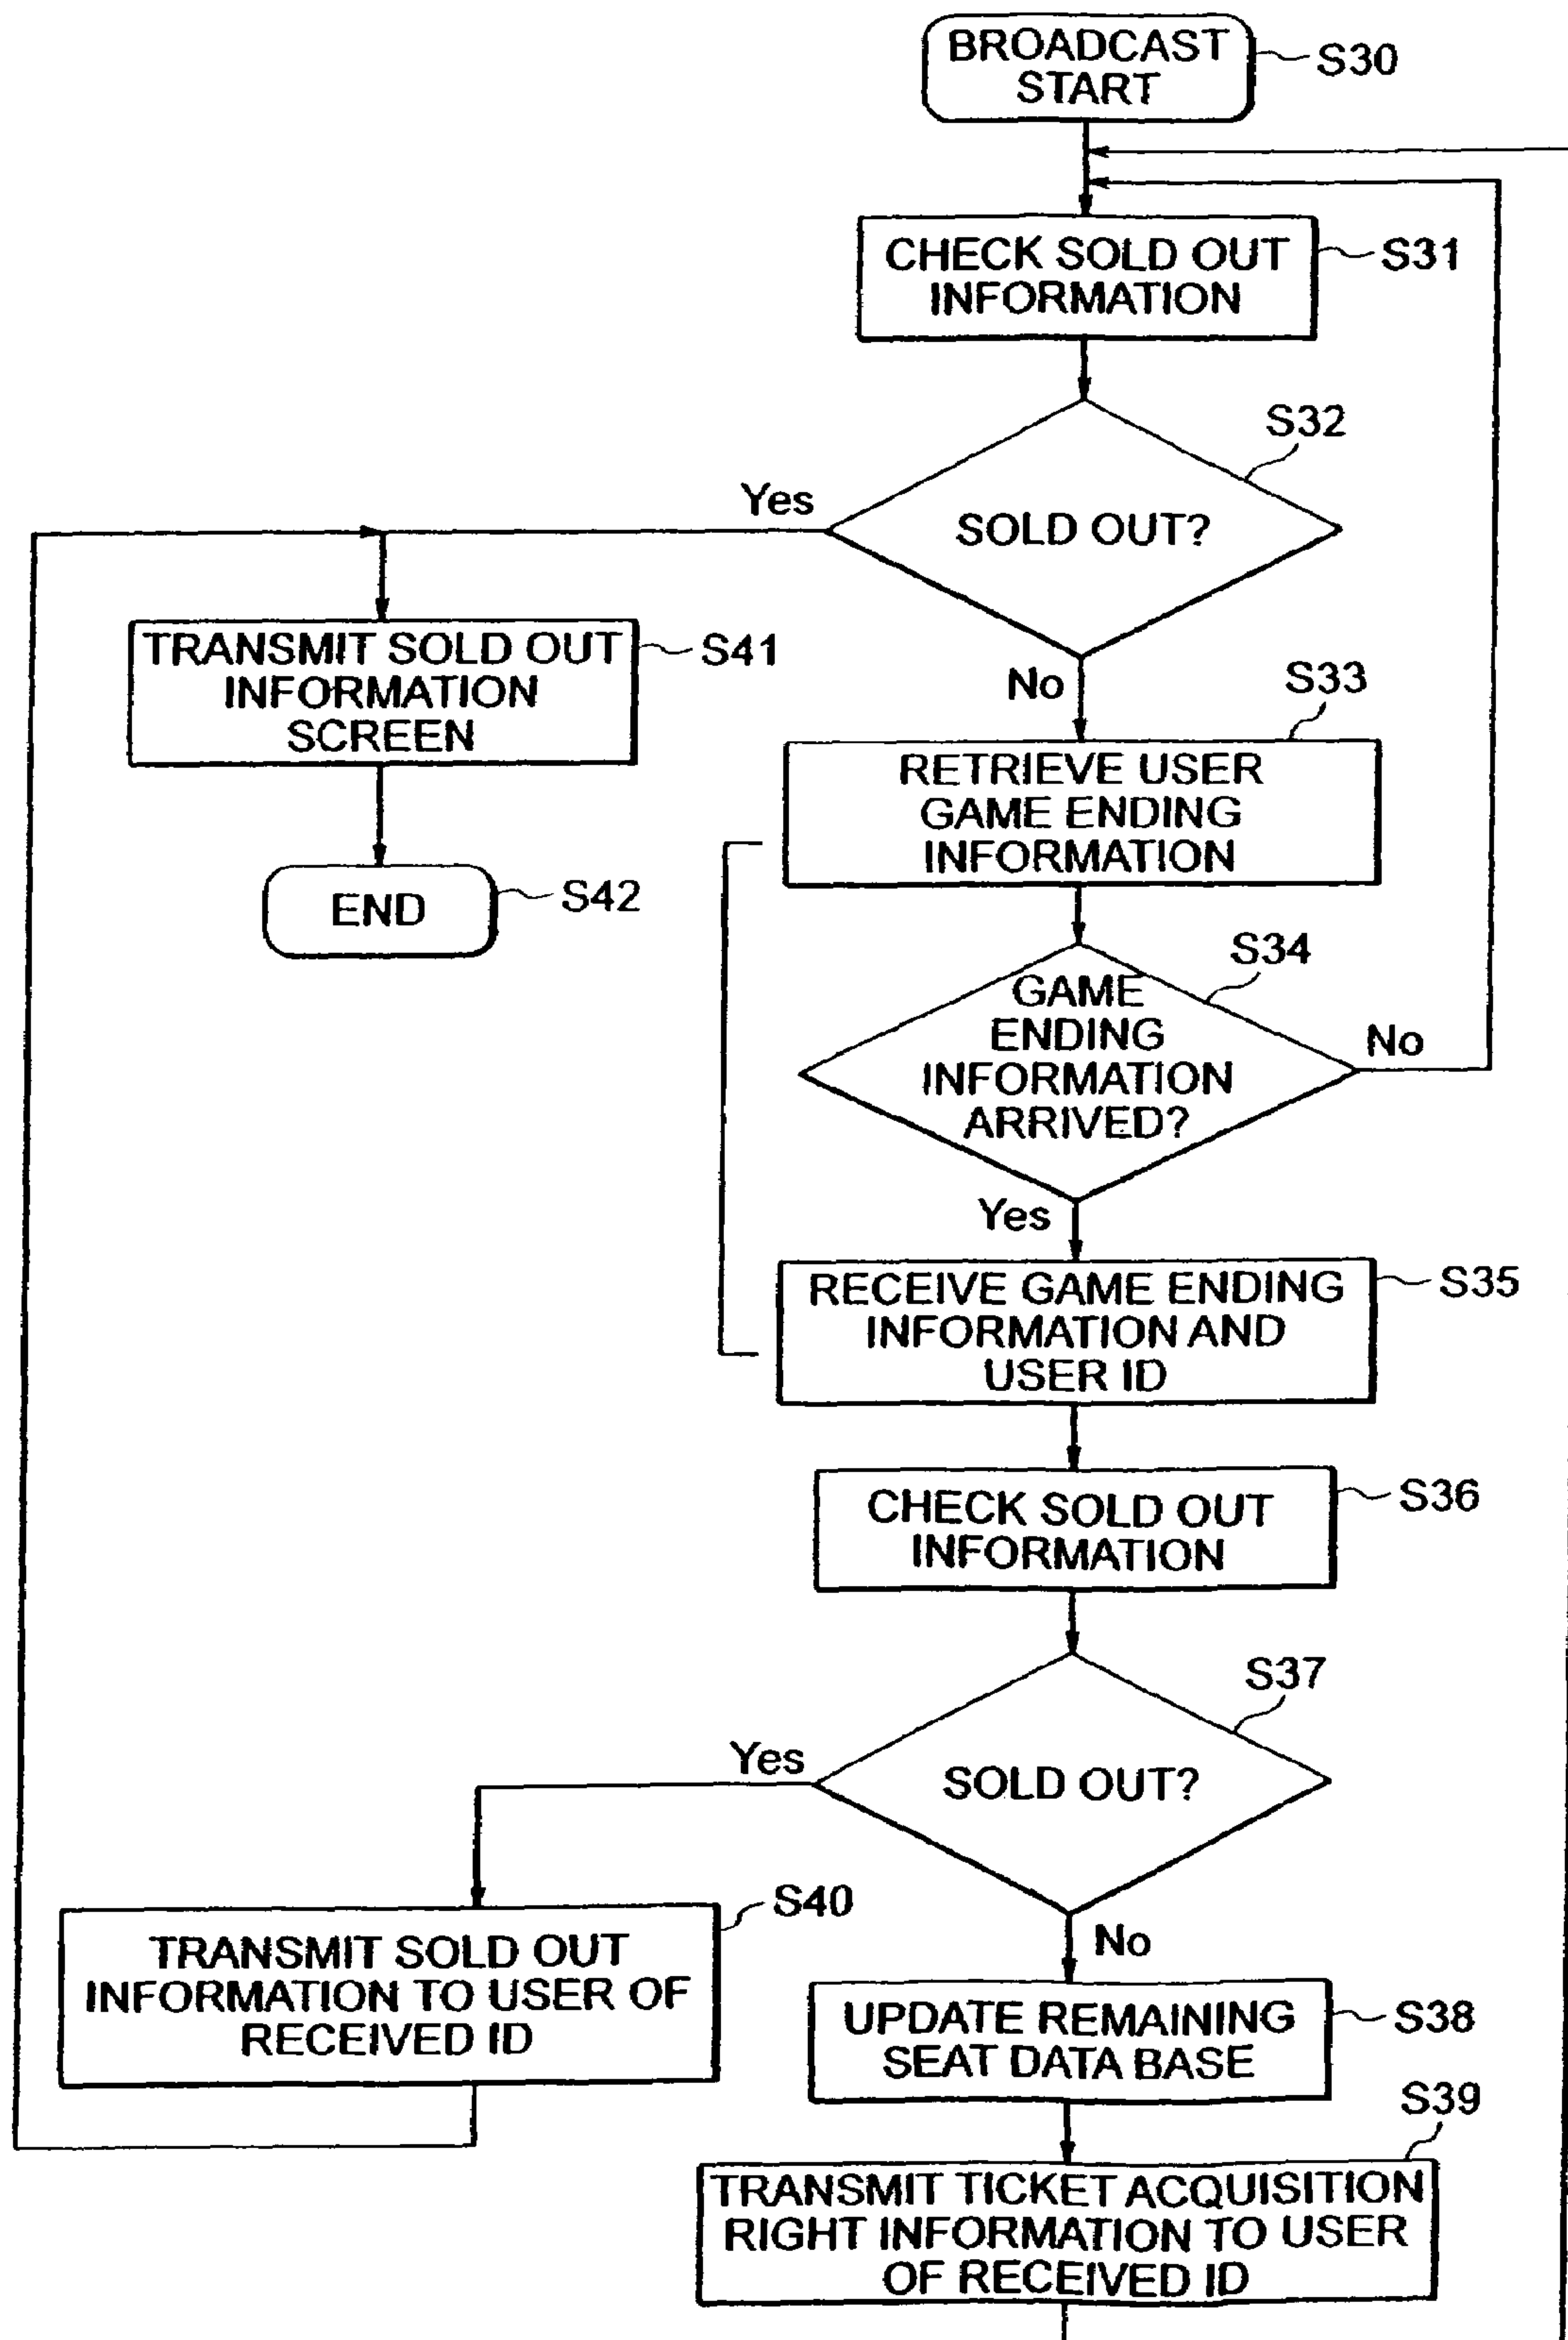 BROADCAST
START
S30
CHECK SOLD OUT
INFORMATION
S31
S32
Yes
SOLD OUT?
TRANSMIT SOLD OUT
INFORMATION
SCREEN
S41
No
S33
RETRIEVE USER
GAME ENDING
INFORMATION
END
S42
S34
GAME
ENDING
INFORMATION
ARRIVED?
No
Yes
RECEIVE GAME ENDING
INFORMATION AND
USER ID
S35
CHECK SOLD OUT
INFORMATION
S36
S37
Yes
SOLD OUT?
S40
TRANSMIT SOLD OUT
INFORMATION TO USER OF
RECEIVED ID
No
UPDATE REMAINING
SEAT DATA BASE
S38
S39
TRANSMIT TICKET ACQUISITION
RIGHT INFORMATION TO USER
OF RECEIVED ID